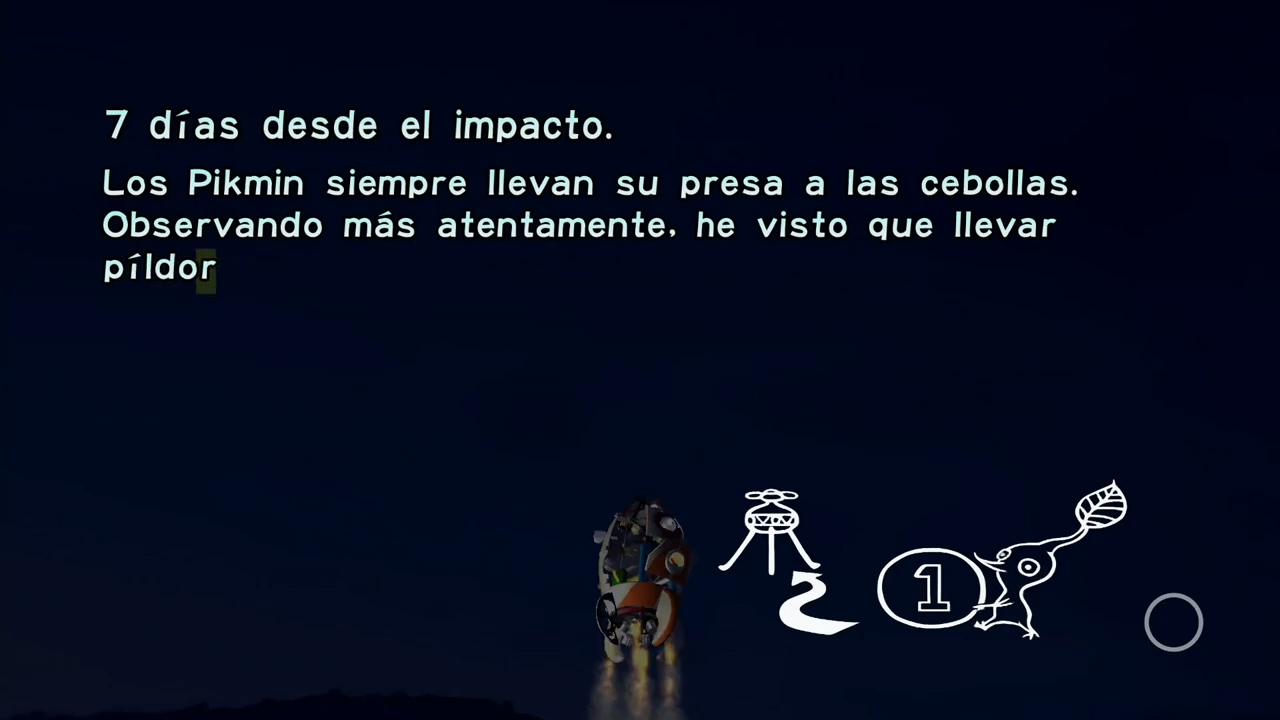 7 días desde el impacto.
Los Pikmin siempre llevan su presa a las cebollas.
Observando más atentamente, he visto que llevar
píldor
1